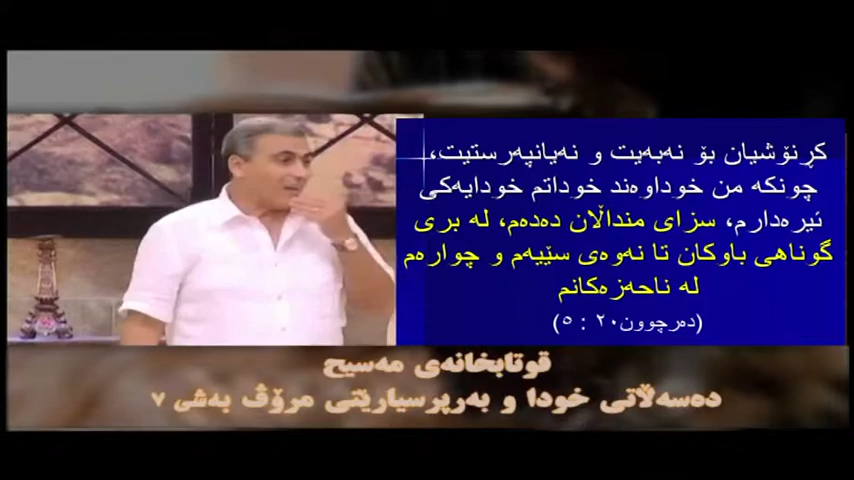 کڕنۆشیان بۆ نەبەیت و نەیانپەرستیت،
چونکە من خوداوەند خوداتم خودایەکی
ئیرەدارم، سزای منداڵان دەدەم، لە بری
گوناهی باوکان تا نەوەی سێیەم و چوارەم
لە ناحەزەکانم
(دەرچوون٢٠ : ٥)
قوتابخانەی مەسیح
دەسەڵاتی خودا و بەرپرسیارێتی مرۆڤ بەشی ٧